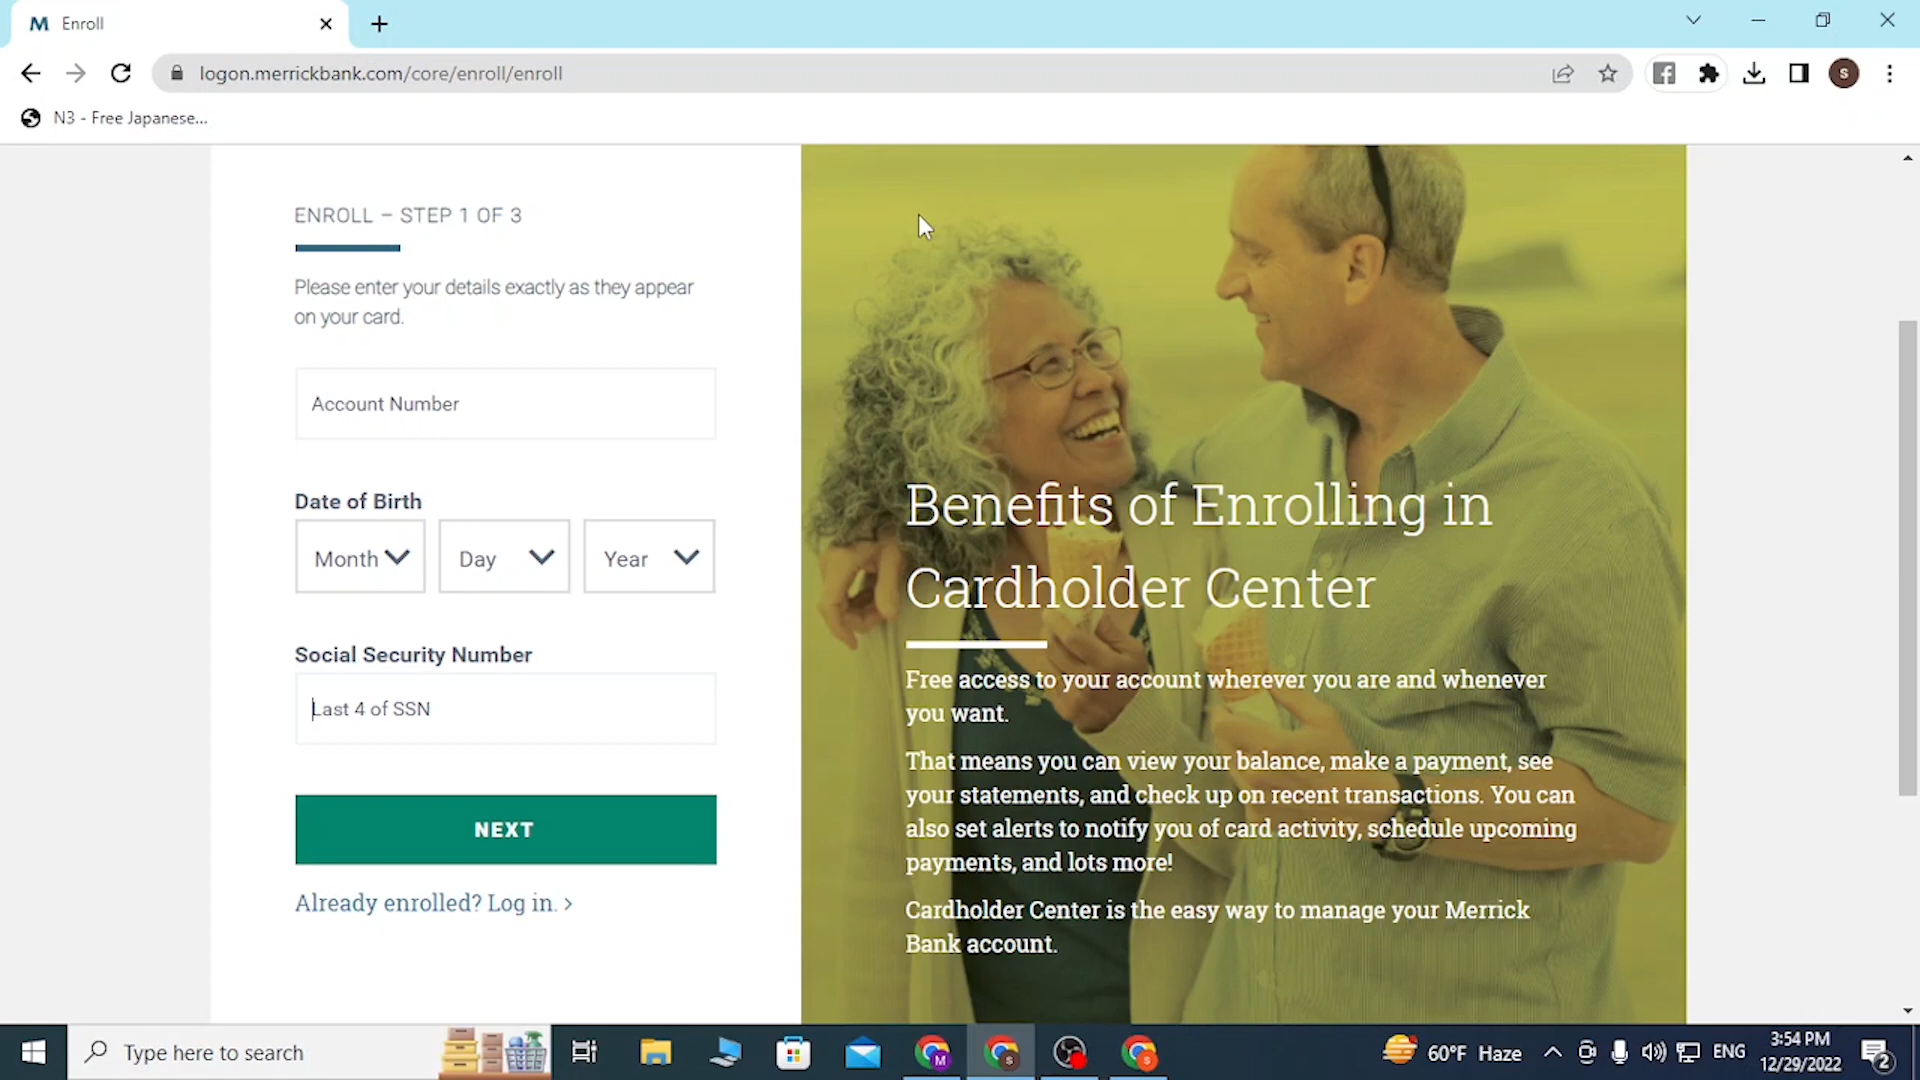 Enroll
logon.merrickbank.com/core/enroll/enroll
S
N3 - Free Japanese...
ENROLL – STEP 1 OF 3
Please enter your details exactly as they appear
on your card.
Account Number
Date of Birth
Month
Day
Year
Social Security Number
Last 4 of SSN
NEXT
Already enrolled? Log in. >
Benefits of Enrolling in
Cardholder Center
Free access to your account wherever you are and whenever
you want.
That means you can view your balance, make a payment, see
your statements, and check up on recent transactions. You can
also set alerts to notify you of card activity, schedule upcoming
payments, and lots more!
Cardholder Center is the easy way to manage your Merrick
Bank account.
Type here to search
M
S
S
60°F Haze
ENG
3:54 PM
12/29/2022
2